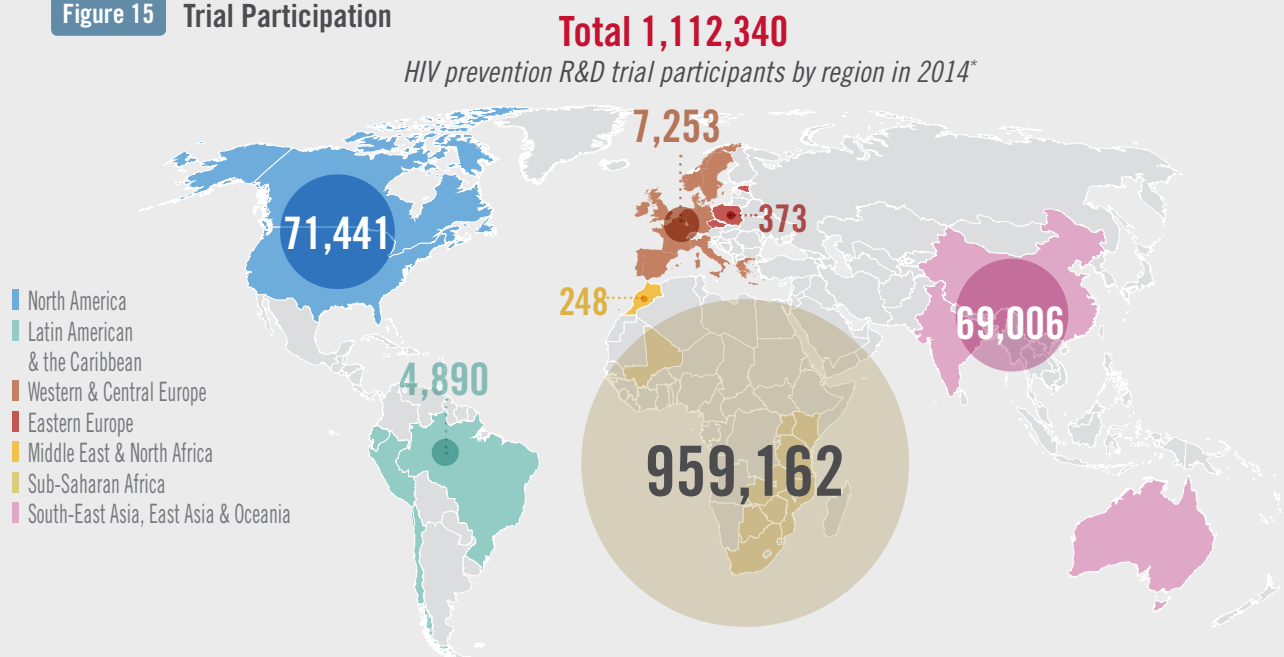 Figure 15 Trial Participation
Total 1,112,340
HIV prevention R&D trial participants by region in 2014*
7,253
71,441
373
248
69,006
4,890
959,162
North America
Latin American
& the Caribbean
Western & Central Europe
Eastern Europe
Middle East & North Africa
Sub-Saharan Africa
South-East Asia, East Asia & Oceania